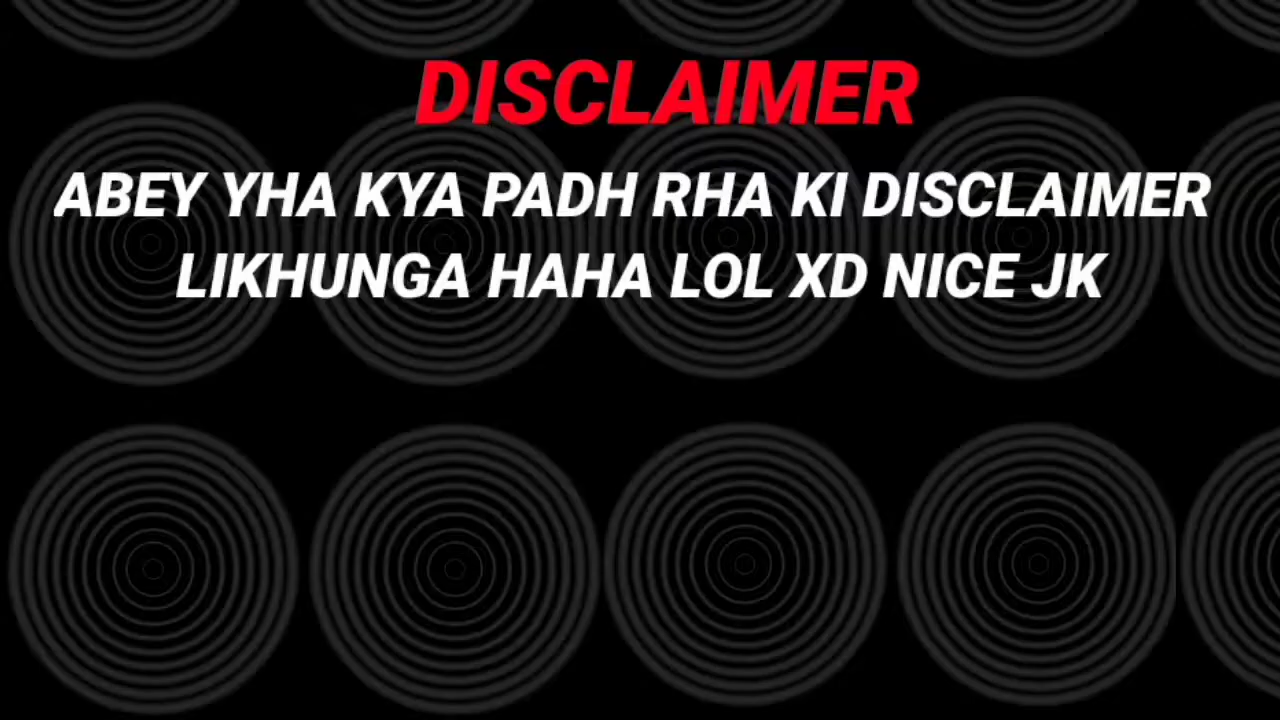 DISCLAIMER
ABEY YHA KYA PADH RHA KI DISCLAIMER
LIKHUNGA HAHA LOL XD NICE JK